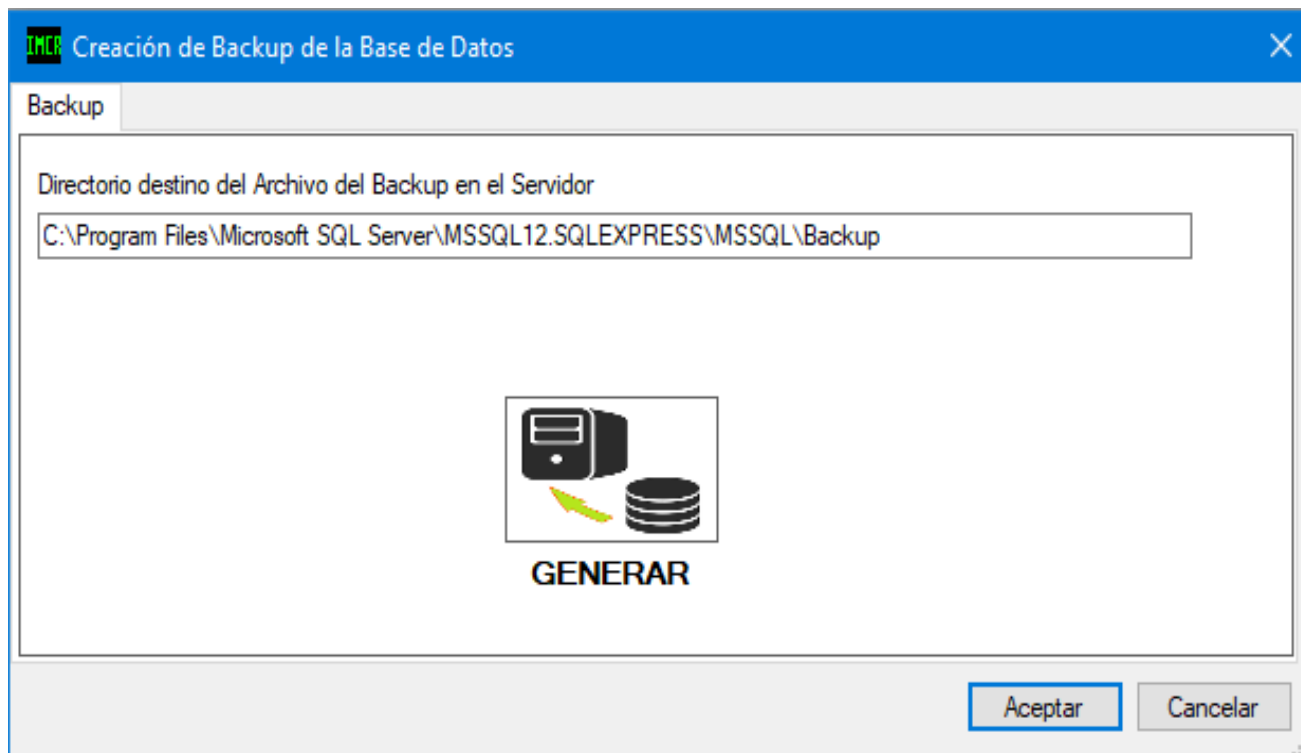 IMCR Creación de Backup de la Base de Datos
Backup
Directorio destino del Archivo del Backup en el Servidor
C:\Program Files\Microsoft SQL Server\MSSQL12.SQLEXPRESS\MSSQL\Backup
GENERAR
Aceptar Cancelar